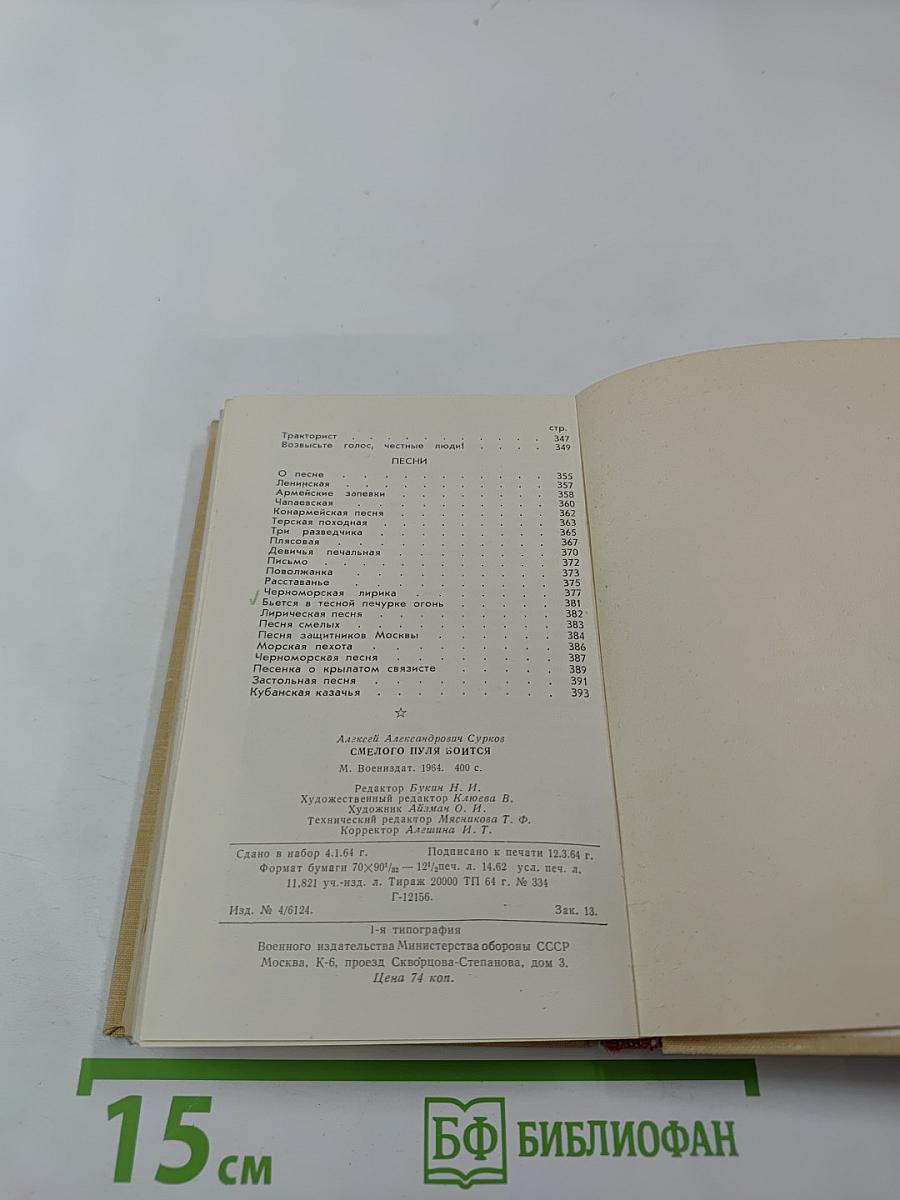 стр.
Тракторист . . . . . . . . . . 347
Возвысьте голос, честные люди! . . . . 349
ПЕСНИ
О песне . . . . . . . . . . 355
Ленинская . . . . . . . . . . 357
Армейские запевки . . . . . . . . 358
Чапаевская . . . . . . . . . . 360
Конармейская песня . . . . . . . . 362
Терская походная . . . . . . . . . 363
Три разведчика . . . . . . . . . 365
Плясовая . . . . . . . . . . . 367
Девичья печальная . . . . . . . . 370
Письмо . . . . . . . . . . . 372
Поволжанка . . . . . . . . . . 373
Расставанье . . . . . . . . . . 375
Черноморская лирика . . . . . . . 377
Бьется в тесной печурке огонь . . . . . 381
Лирическая песня . . . . . . . . . 382
Песня смелых . . . . . . . . . . 383
Песня защитников Москвы . . . . . . 384
Морская пехота . . . . . . . . . 386
Черноморская песня . . . . . . . . 387
Песенка о крылатом связисте . . . . . 389
Застольная песня . . . . . . . . . 391
Кубанская казачья . . . . . . . . . 393
Алексей Александрович Сурков
СМЕЛОГО ПУЛЯ БОИТСЯ
М. Воениздат. 1964. 400 с.
Редактор Букин Н. И.
Художественный редактор Клюева В.
Художник Айзман О. И.
Технический редактор Мясникова Т. Ф.
Корректор Алешина И. Т.
Сдано в набор 4.1.64 г. Подписано к печати 12.3.64 г.
Формат бумаги 70×90¹/₃₂ — 12¹/₂ печ. л. 14.62 усл. печ. л.
11,821 уч.-изд. л. Тираж 20000 ТП 64 г. № 334
Г-12156.
Изд. № 4/6124. Зак. 13.
1-я типография
Военного издательства Министерства обороны СССР
Москва, К-6, проезд Скворцова-Степанова, дом 3.
Цена 74 коп.
15 см
БФ БИБЛИОФАН